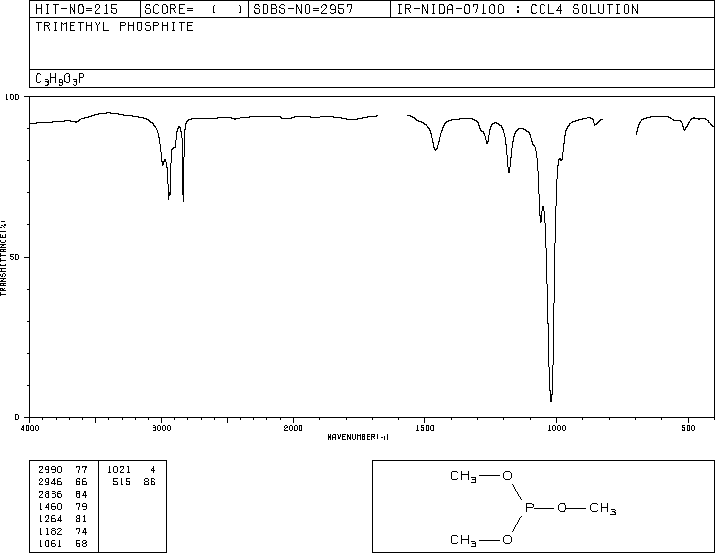 HIT-NO=215 SCORE= ( ) SDBS-NO=2957 IR-NIDA-07100 : CCL4 SOLUTION
TRIMETHYL PHOSPHITE
C3H9O3P
100
50
0
TRANSMITTANCE(%)
4000 3000 2000 1500 1000 500
WAVENUMBER(-1)
2990 77 1021 4
2946 66 515 86
2836 64
1460 79
1264 81
1182 74
1061 58
CH3 O
P O CH3
CH3 O